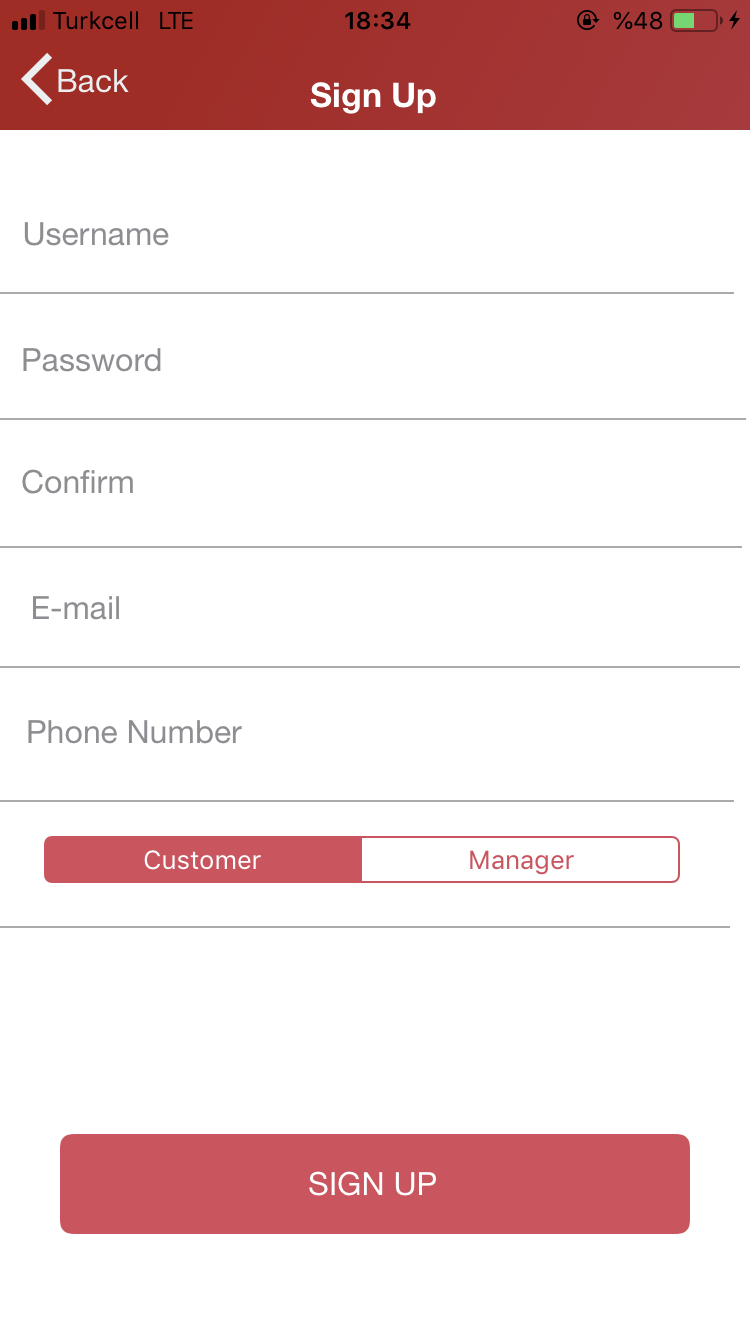 Turkcell LTE 18:34 %48
Back
Sign Up
Username
Password
Confirm
E-mail
Phone Number
Customer Manager
SIGN UP